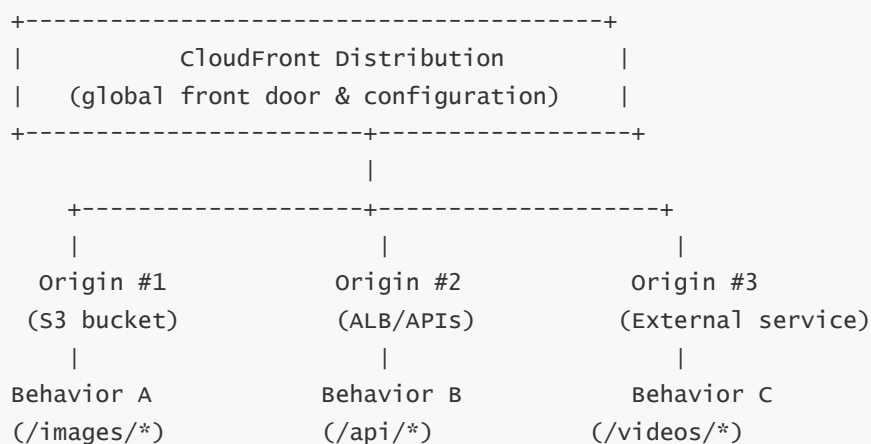 CloudFront Distribution
(global front door & configuration)
Origin #1 Origin #2 Origin #3
(S3 bucket) (ALB/APIs) (External service)
Behavior A Behavior B Behavior C
(/images/*) (/api/*) (/videos/*)